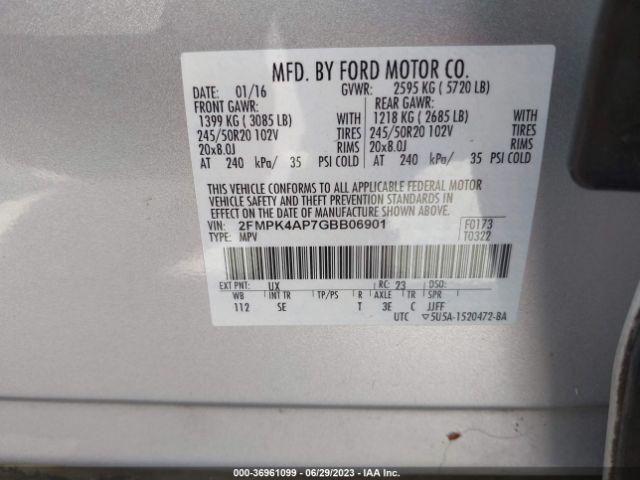 MFD. BY FORD MOTOR CO.
DATE: 01/16 GVWR: 2595 KG ( 5720 LB)
FRONT GAWR: REAR GAWR:
1399 KG ( 3085 LB) WITH 1218 KG ( 2685 LB) WITH
245/50R20 102V TIRES 245/50R20 102V TIRES
20x8.0J RIMS 20x8.0J RIMS
AT 240 kPa/ 35 PSI COLD AT 240 kPa/ 35 PSI COLD
THIS VEHICLE CONFORMS TO ALL APPLICABLE FEDERAL MOTOR
VEHICLE SAFETY AND THEFT PREVENTION STANDARDS IN
EFFECT ON THE DATE OF MANUFACTURE SHOWN ABOVE.
VIN: 2FMPK4AP7GBB06901 F0173
TYPE: MPV T0322
EXT PNT: UX RC: 23 DSO:
WB INT TR TP/PS R AXLE TR SPR
112 SE T 3E C JJFF
UTC ▽5U5A-1520472-BA
000-36961099 - 06/29/2023 - IAA Inc.